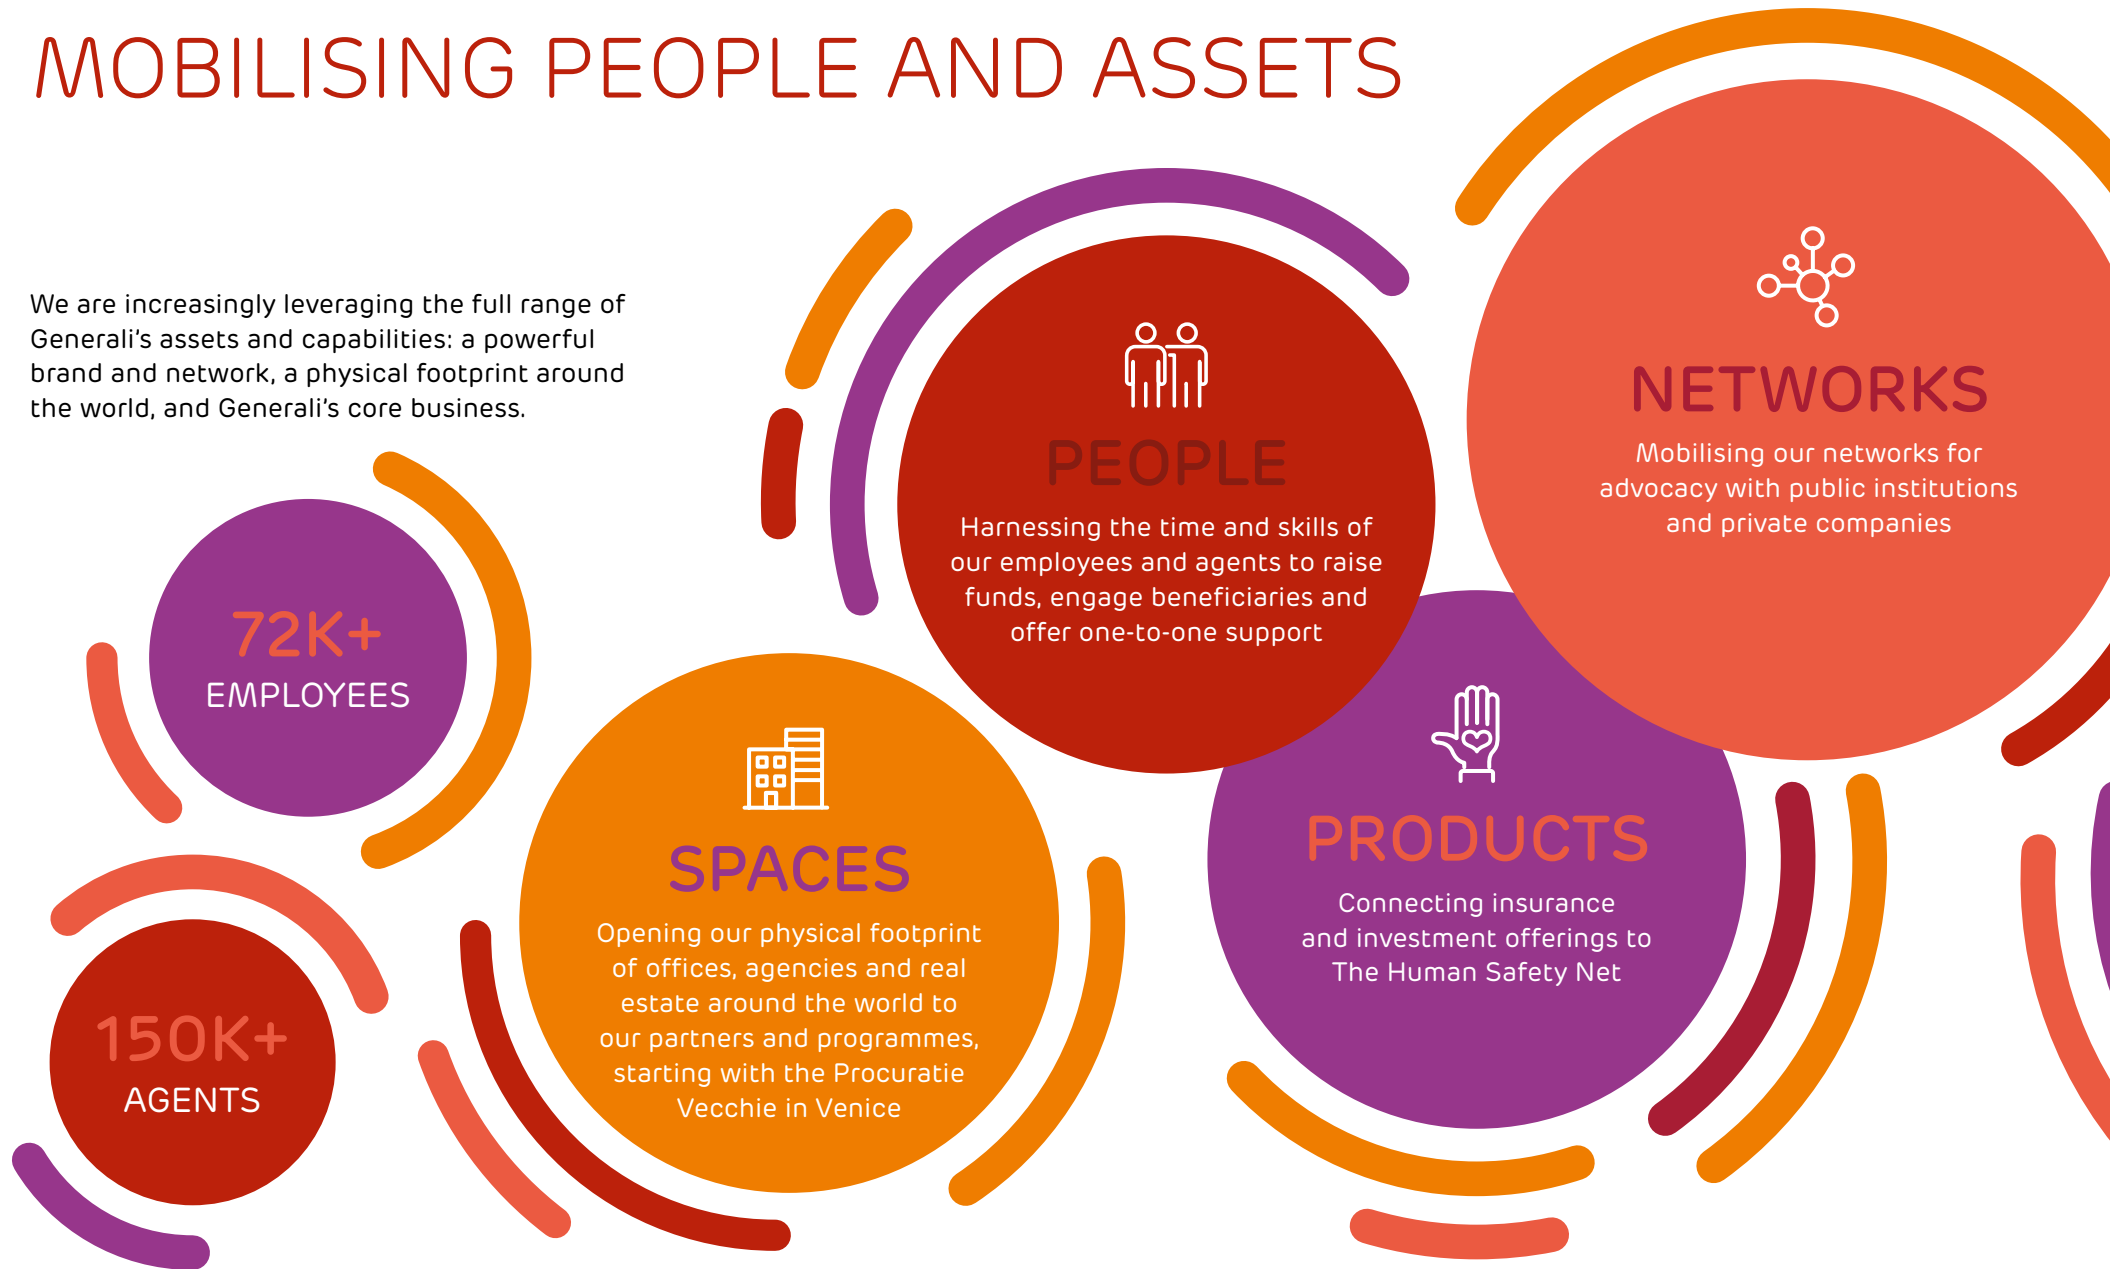 MOBILISING PEOPLE AND ASSETS
We are increasingly leveraging the full range of
Generali's assets and capabilities: a powerful
brand and network, a physical footprint around
the world, and Generali's core business.
72K+
EMPLOYEES
150K+
AGENTS
SPACES
Opening our physical footprint
of offices, agencies and real
estate around the world to
our partners and programmes,
starting with the Procuratie
Vecchie in Venice
PEOPLE
Harnessing the time and skills of
our employees and agents to raise
funds, engage beneficiaries and
offer one-to-one support
PRODUCTS
Connecting insurance
and investment offerings to
The Human Safety Net
NETWORKS
Mobilising our networks for
advocacy with public institutions
and private companies